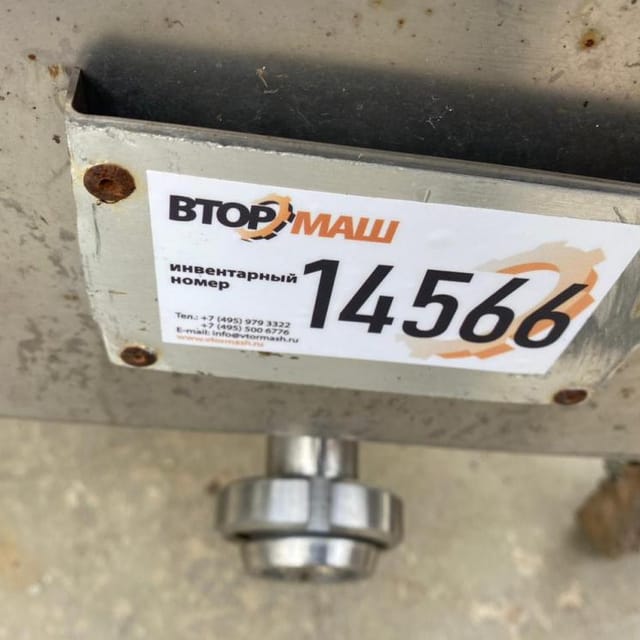 ВТОРМАШ
инвентарный
номер
14566
Тел.: +7 (495) 979 3322
+7 (495) 500 6776
E-mail: info@vtormash.ru
www.vtormash.ru